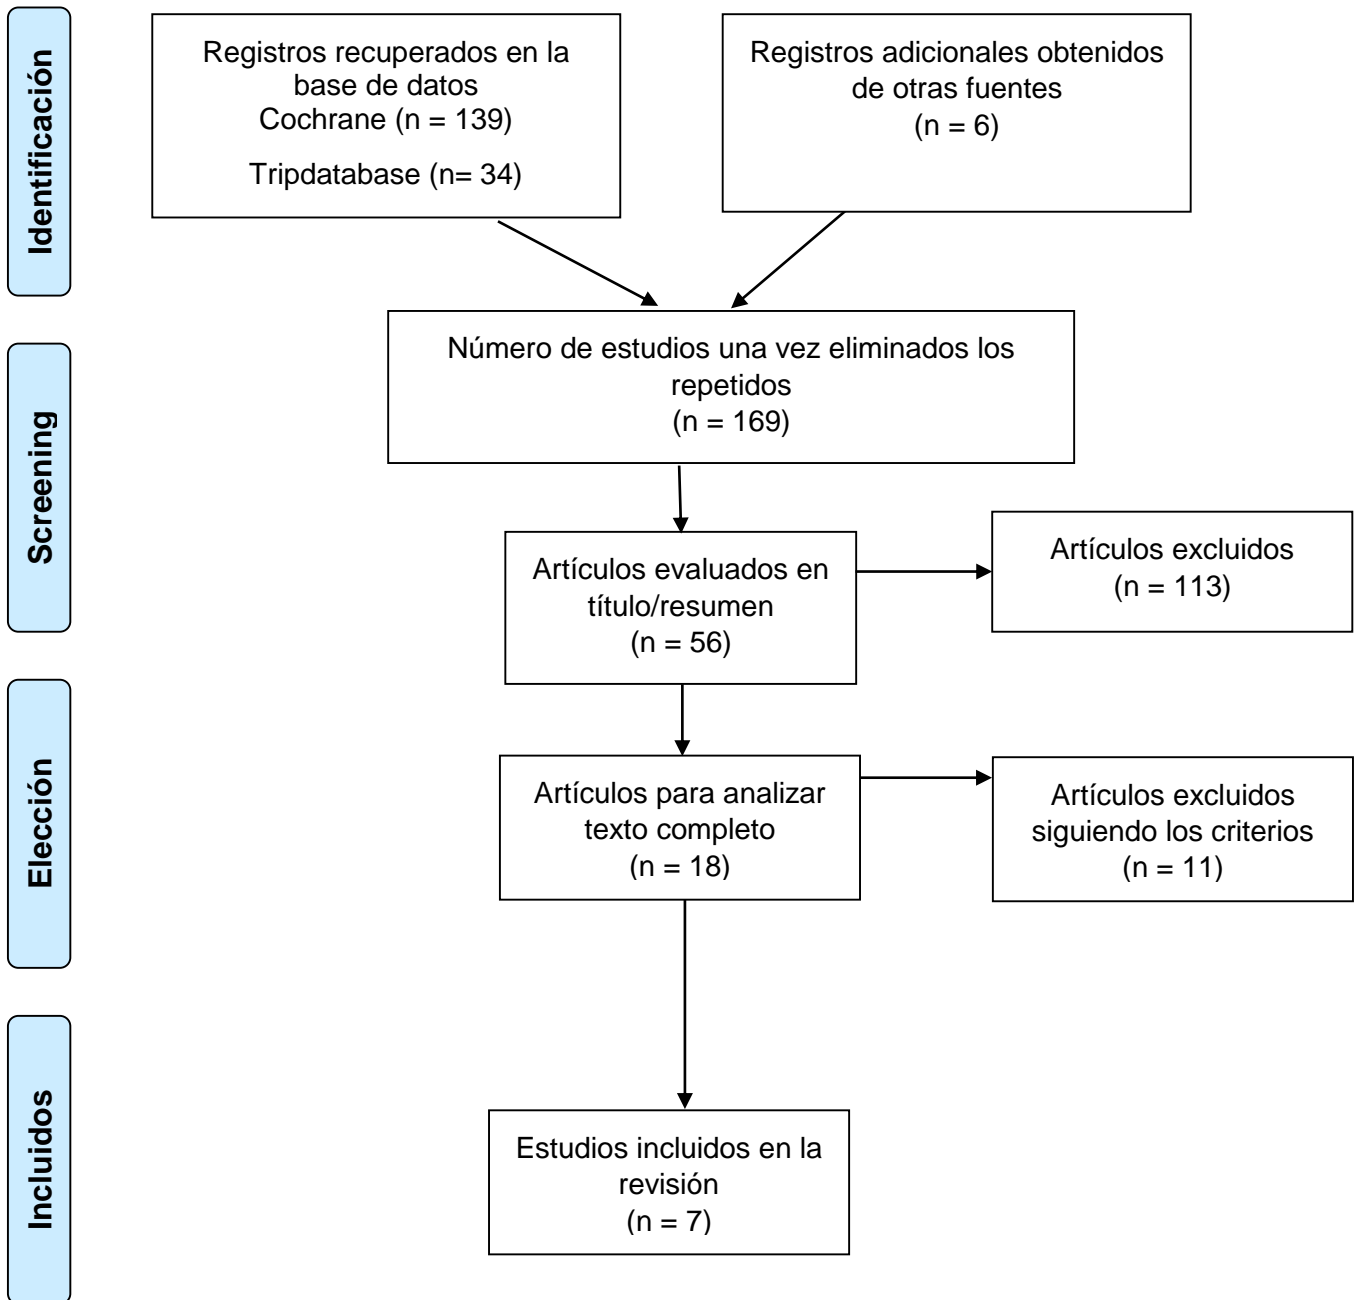 Identificación
Registros recuperados en la
base de datos
Cochrane (n = 139)
Tripdatabase (n= 34)
Registros adicionales obtenidos
de otras fuentes
(n = 6)
Screening
Número de estudios una vez eliminados los
repetidos
(n = 169)
Artículos evaluados en
título/resumen
(n = 56)
Artículos excluidos
(n = 113)
Elección
Artículos para analizar
texto completo
(n = 18)
Artículos excluidos
siguiendo los criterios
(n = 11)
Incluidos
Estudios incluidos en la
revisión
(n = 7)